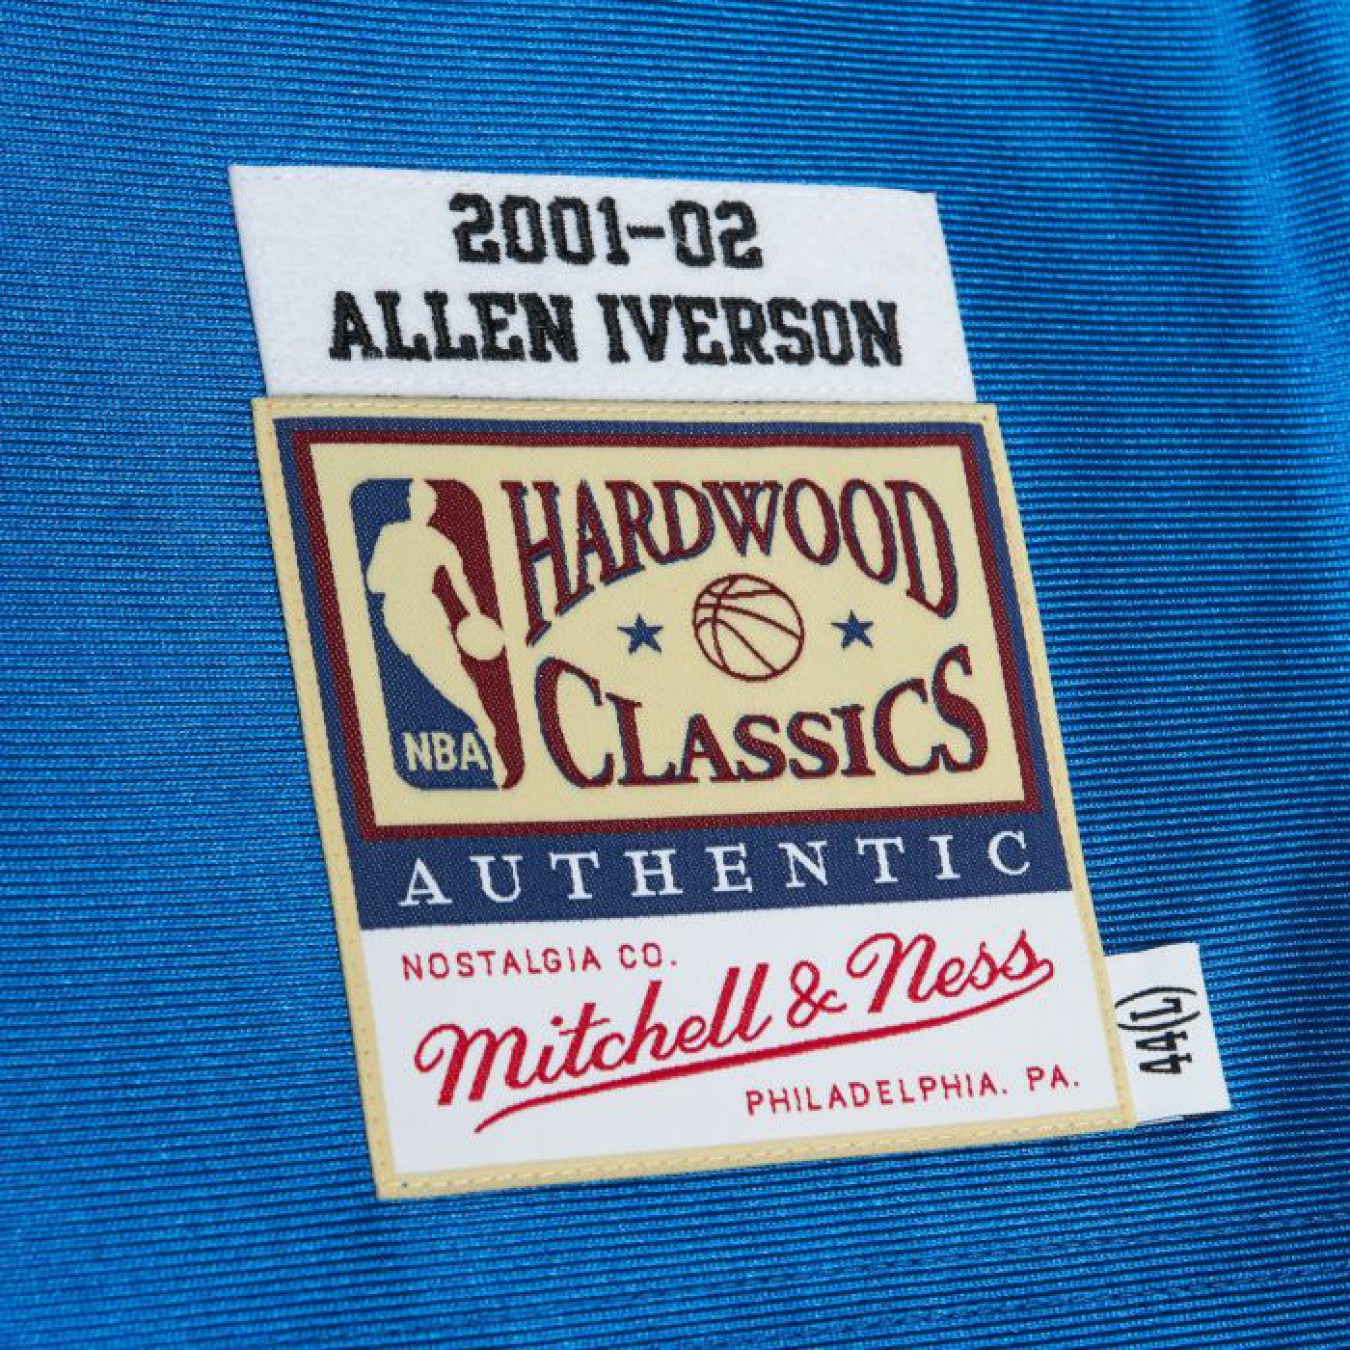 2001-02
ALLEN IVERSON
HARDWOOD
CLASSICS
NBA
AUTHENTIC
NOSTALGIA CO.
Mitchell & Ness
PHILADELPHIA. PA.
44(L)